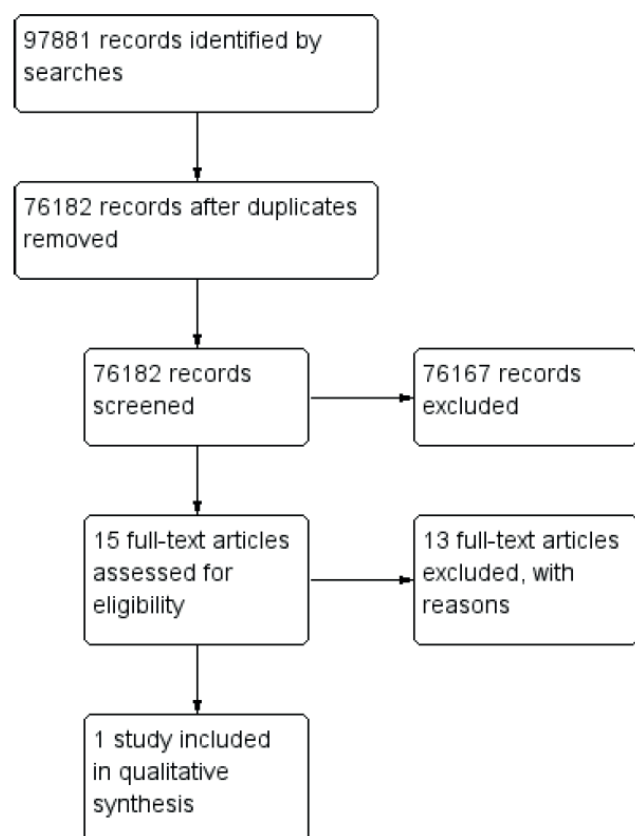 97881 records identified by
searches
76182 records after duplicates
removed
76182 records
screened
76167 records
excluded
15 full-text articles
assessed for
eligibility
13 full-text articles
excluded, with
reasons
1 study included
in qualitative
synthesis